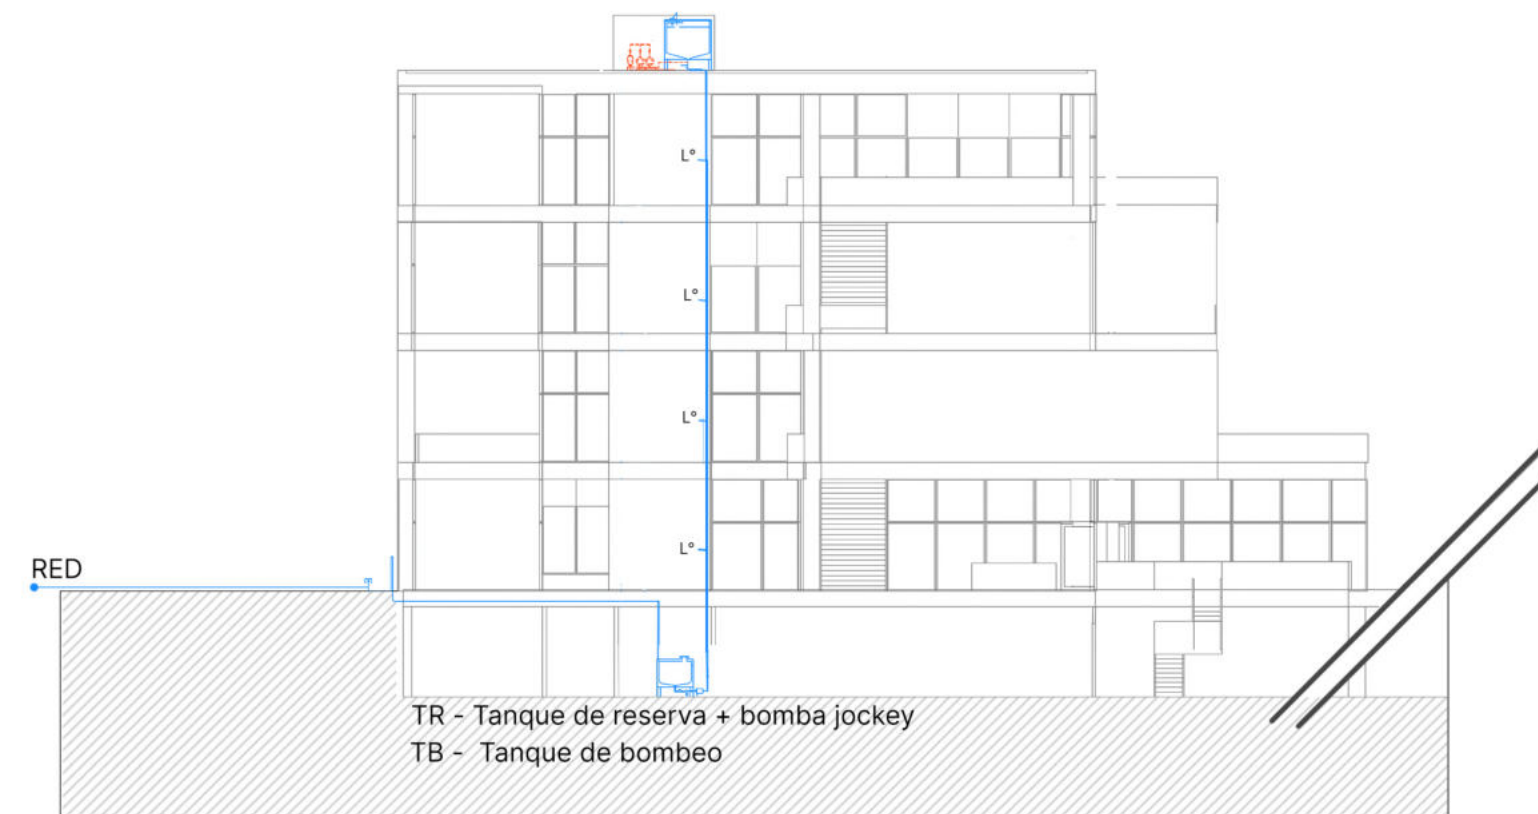 L°
L°
L°
L°
RED
TR - Tanque de reserva + bomba jockey
TB - Tanque de bombeo